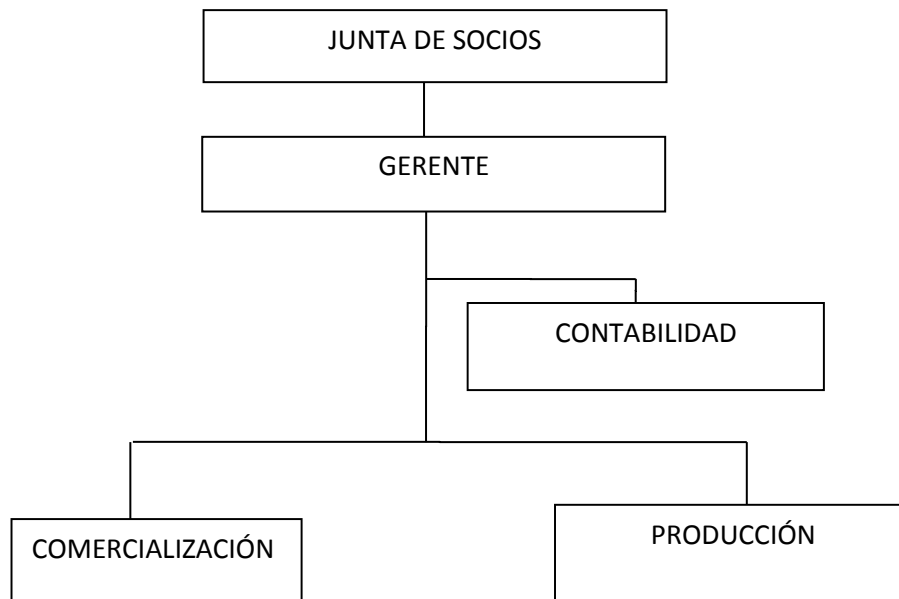 JUNTA DE SOCIOS
GERENTE
CONTABILIDAD
COMERCIALIZACIÓN
PRODUCCIÓN